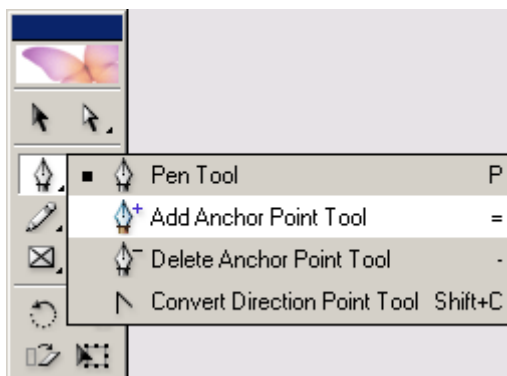 Pen Tool P
Add Anchor Point Tool =
Delete Anchor Point Tool -
Convert Direction Point Tool Shift+C